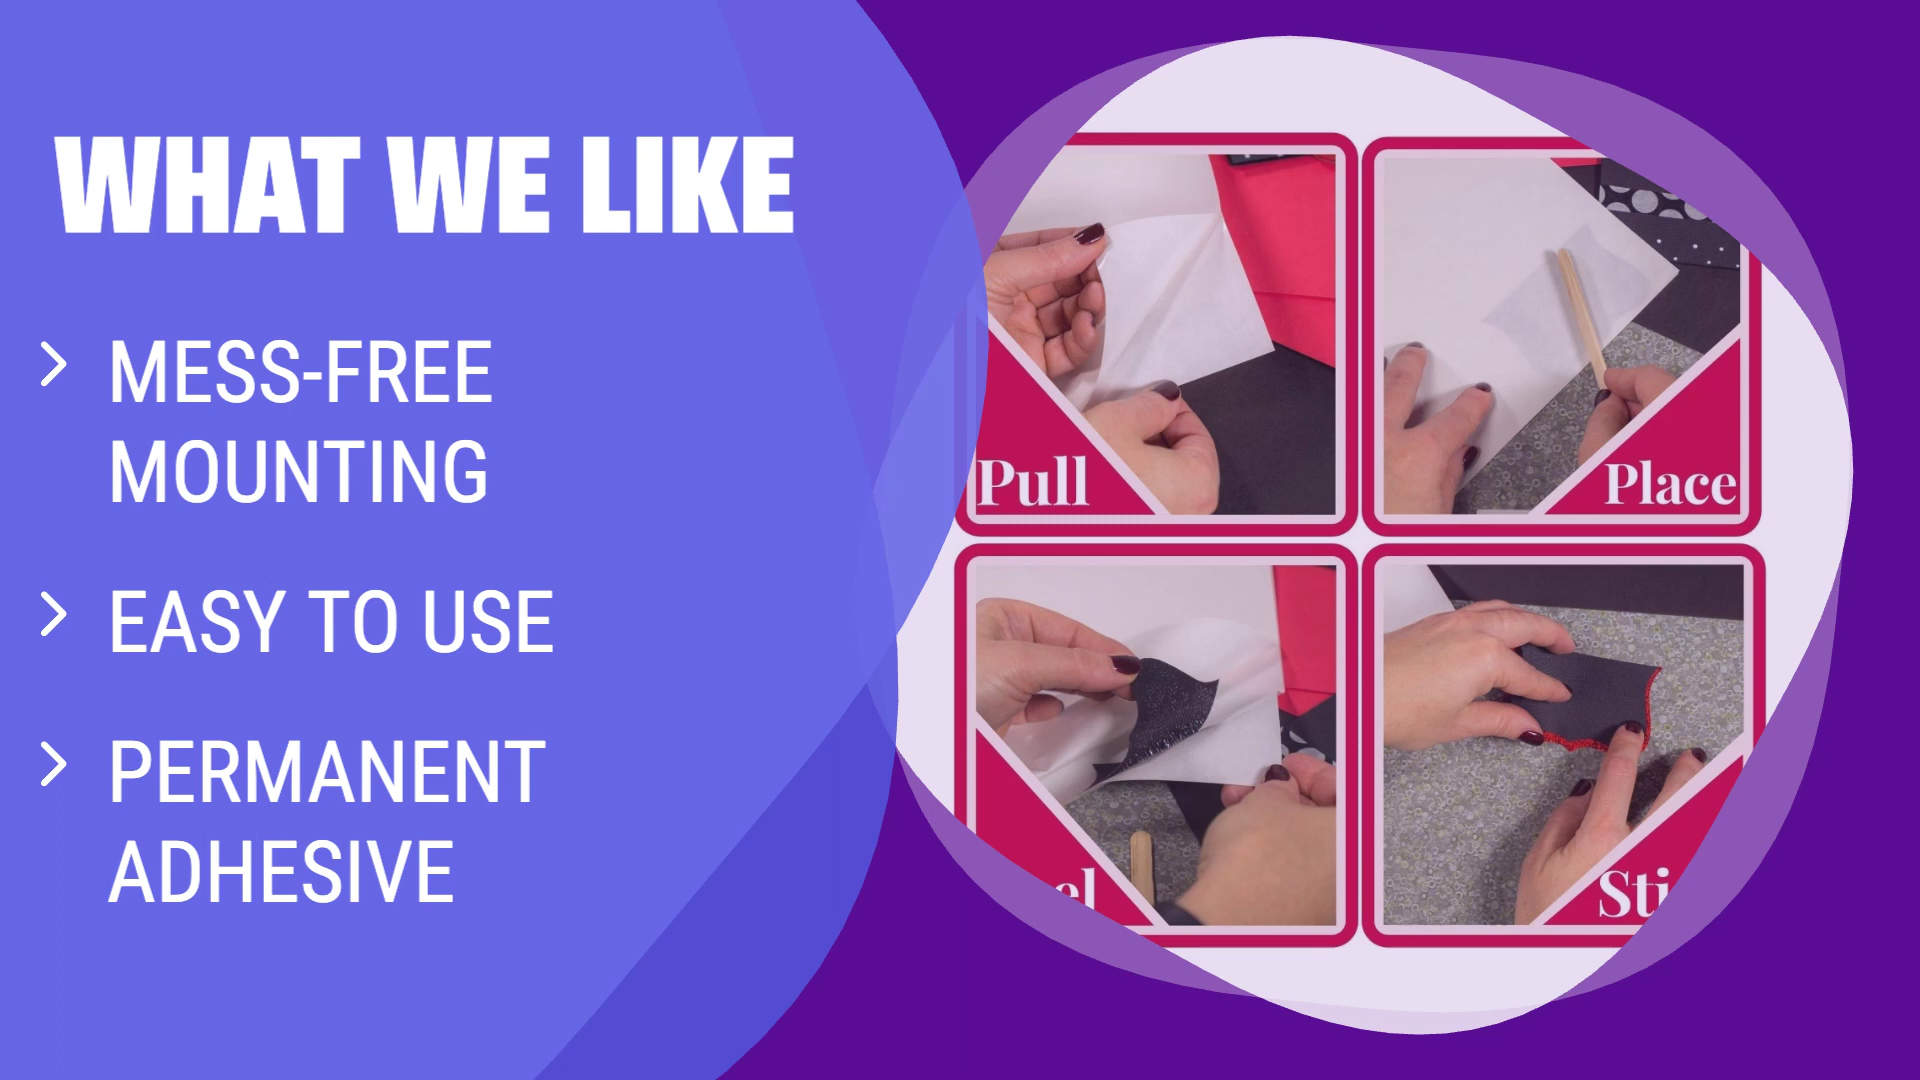 WHAT WE LIKE
MESS-FREE
MOUNTING
EASY TO USE
PERMANENT
ADHESIVE
Pull
Place